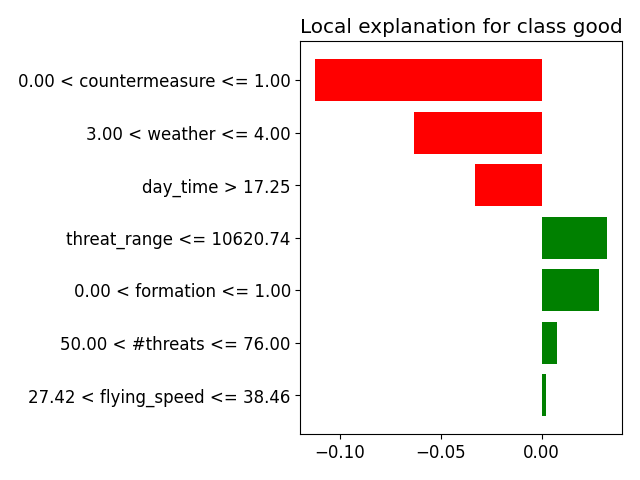 Local explanation for class good
0.00 < countermeasure <= 1.00
3.00 < weather <= 4.00
day_time > 17.25
threat_range <= 10620.74
0.00 < formation <= 1.00
50.00 < #threats <= 76.00
27.42 < flying_speed <= 38.46
−0.10 −0.05 0.00